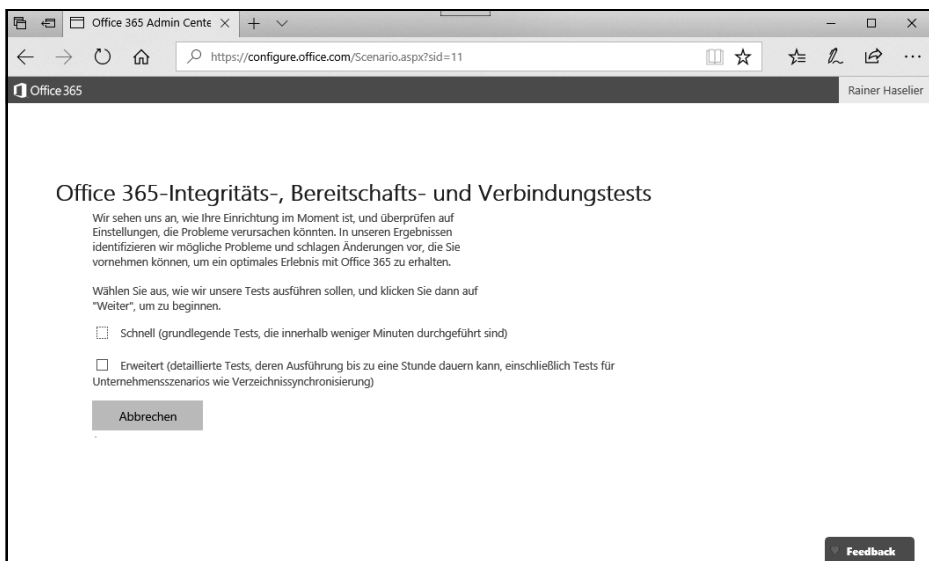 Office 365 Admin Cente
https://configure.office.com/Scenario.aspx?sid=11
Office 365
Rainer Haselier
Office 365-Integritäts-, Bereitschafts- und Verbindungstests
Wir sehen uns an, wie Ihre Einrichtung im Moment ist, und überprüfen auf
Einstellungen, die Probleme verursachen könnten. In unseren Ergebnissen
identifizieren wir mögliche Probleme und schlagen Änderungen vor, die Sie
vornehmen können, um ein optimales Erlebnis mit Office 365 zu erhalten.
Wählen Sie aus, wie wir unsere Tests ausführen sollen, und klicken Sie dann auf
"Weiter", um zu beginnen.
Schnell (grundlegende Tests, die innerhalb weniger Minuten durchgeführt sind)
Erweitert (detaillierte Tests, deren Ausführung bis zu eine Stunde dauern kann, einschließlich Tests für
Unternehmensszenarios wie Verzeichnissynchronisierung)
Abbrechen
Feedback